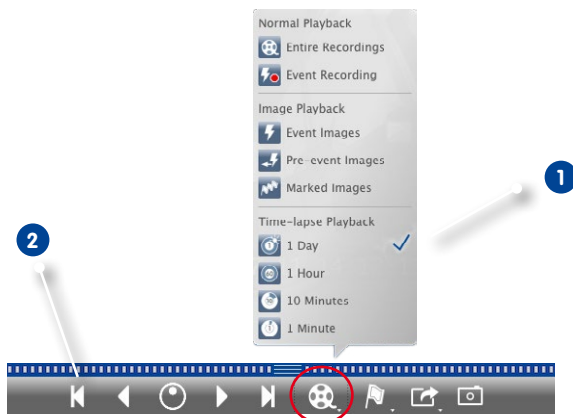 Normal Playback
Entire Recordings
Event Recording
Image Playback
Event Images
Pre-event Images
Marked Images
1
Time-lapse Playback
2
1 Day
1 Hour
10 Minutes
1 Minute